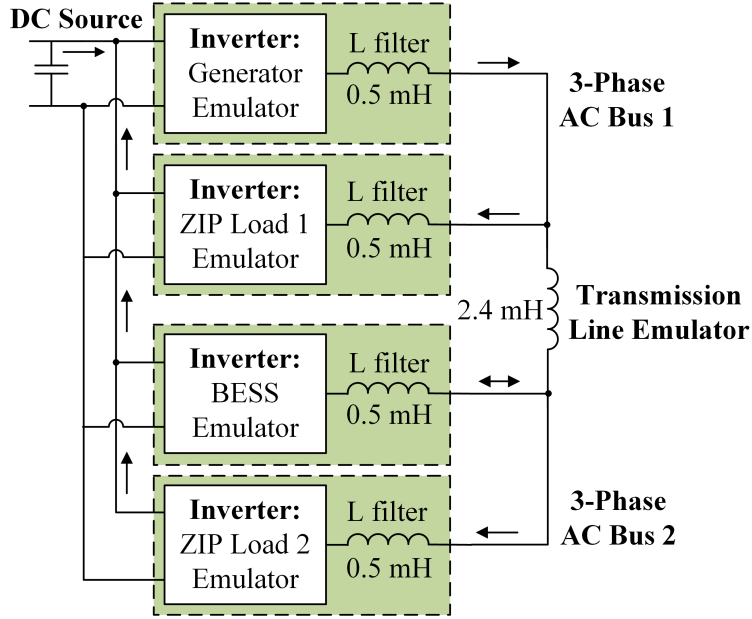 DC Source
Inverter:
Generator
Emulator
L filter
0.5 mH
3-Phase
AC Bus 1
Inverter:
ZIP Load 1
Emulator
L filter
0.5 mH
2.4 mH
Transmission
Line Emulator
Inverter:
BESS
Emulator
L filter
0.5 mH
Inverter:
ZIP Load 2
Emulator
L filter
0.5 mH
3-Phase
AC Bus 2